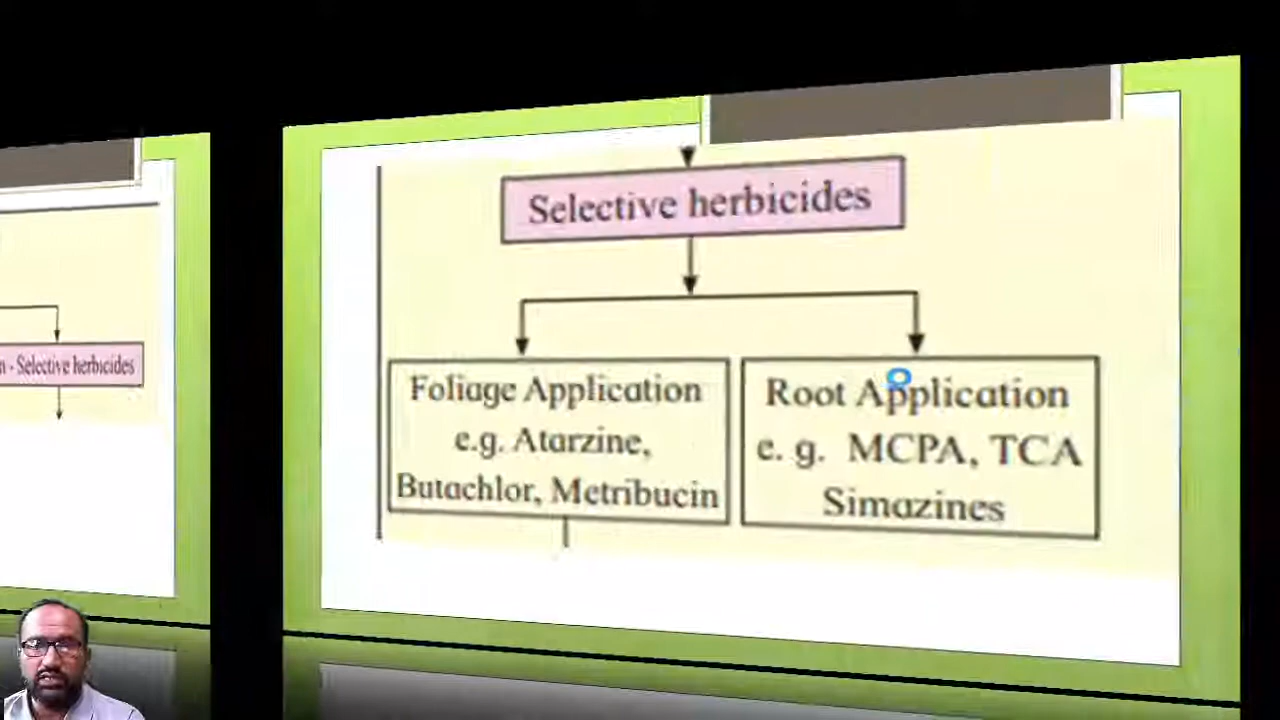 n - Selective herbicides
Selective herbicides
Foliage Application
e.g. Atarzine,
Butachlor, Metribucin
Root Application
e. g. MCPA, TCA
Simazines